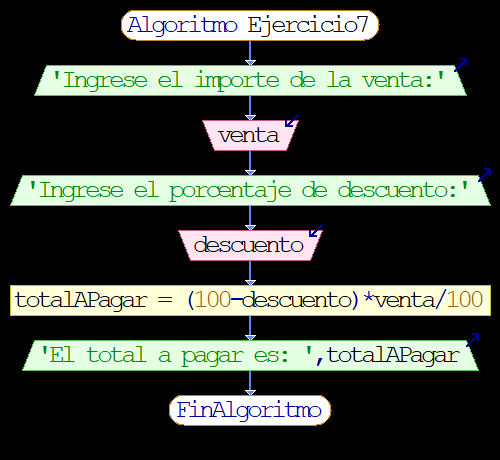 Algoritmo Ejercicio7
'Ingrese el importe de la venta:'
venta
'Ingrese el porcentaje de descuento:'
descuento
totalAPagar = (100-descuento)*venta/100
'El total a pagar es: ',totalAPagar
FinAlgoritmo